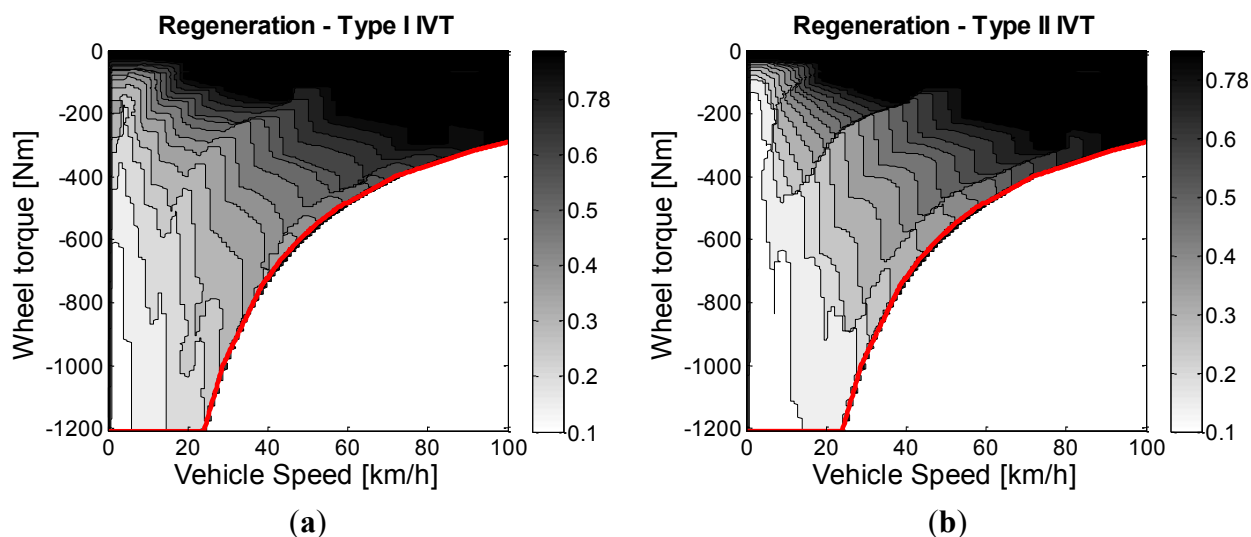 Regeneration - Type I IVT
0
-200
-400
-600
-800
-1000
-1200
Wheel torque [Nm]
0 20 40 60 80 100
Vehicle Speed [km/h]
0.78
0.6
0.5
0.4
0.3
0.2
0.1
(a)
Regeneration - Type II IVT
0
-200
-400
-600
-800
-1000
-1200
Wheel torque [Nm]
0 20 40 60 80 100
Vehicle Speed [km/h]
0.78
0.6
0.5
0.4
0.3
0.2
0.1
(b)